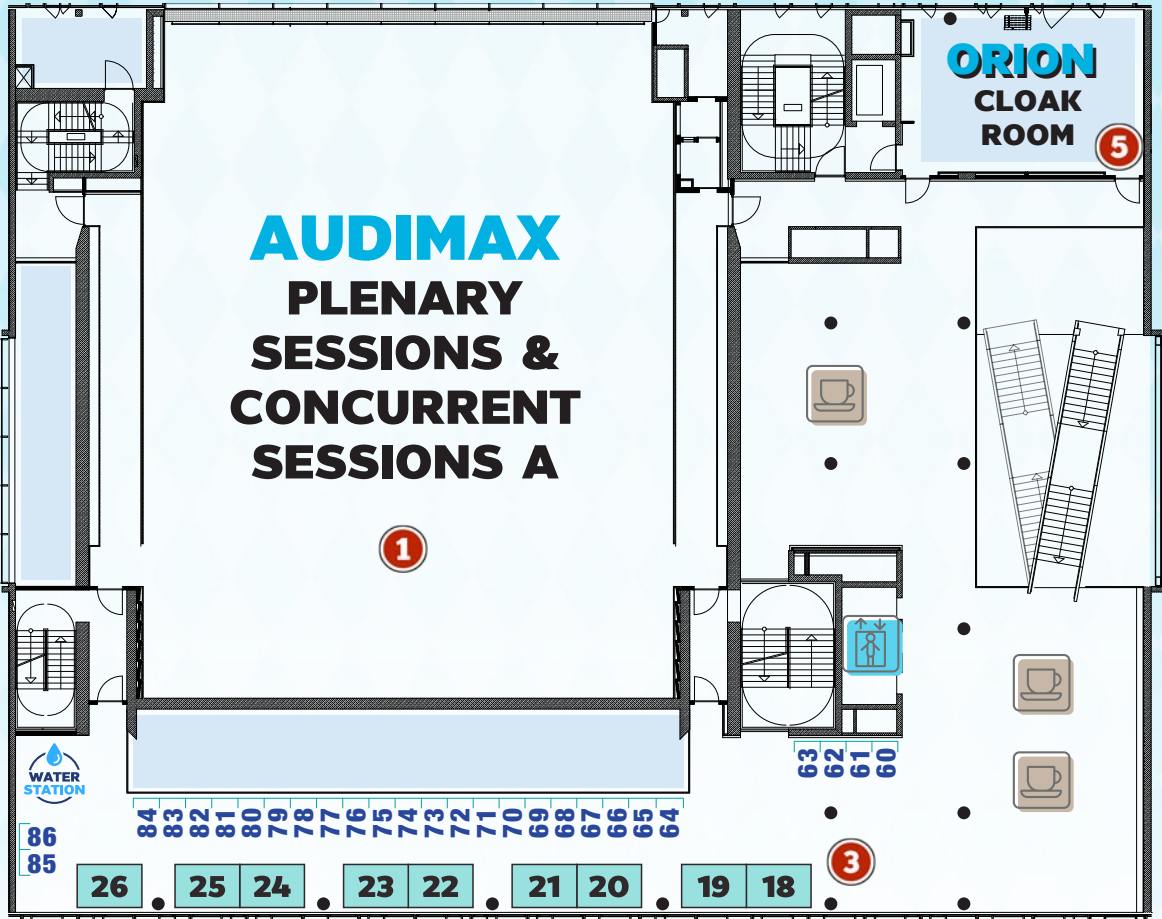 ORION
CLOAK
ROOM
5
AUDIMAX
PLENARY
SESSIONS &
CONCURRENT
SESSIONS A
1
63 62 61 60
WATER
STATION
84 83 82 81 80 79 78 77 76 75 74 73 72 71 70 69 68 67 66 65 64
86
85
3
26 25 24 23 22 21 20 19 18